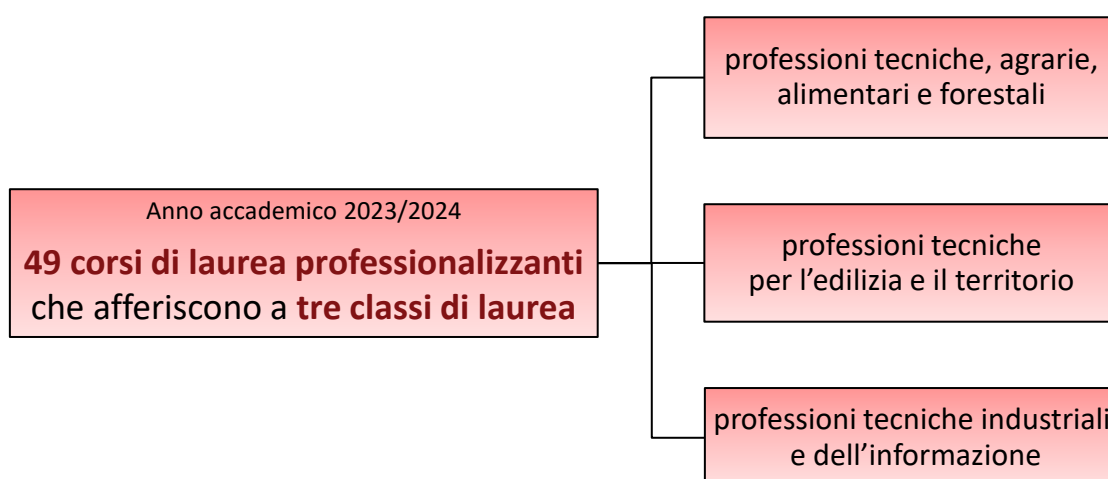 professioni tecniche, agrarie,
alimentari e forestali
Anno accademico 2023/2024
49 corsi di laurea professionalizzanti
che afferiscono a tre classi di laurea
professioni tecniche
per l'edilizia e il territorio
professioni tecniche industriali
e dell'informazione